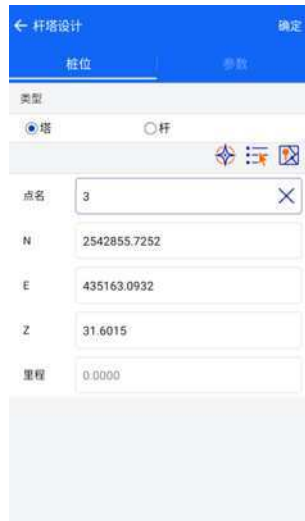 杆塔设计 确定
桩位 参数
类型
塔 杆
点名 3
N 2542855.7252
E 435163.0932
Z 31.6015
里程 0.0000